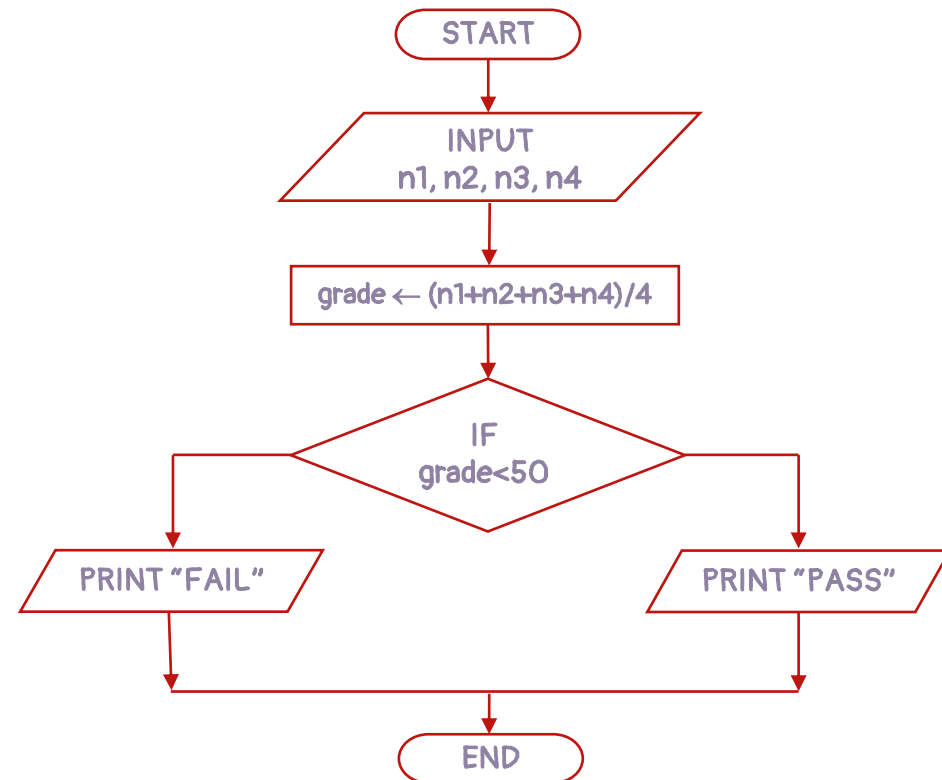 START
INPUT
n1, n2, n3, n4
grade ← (n1+n2+n3+n4)/4
IF
grade<50
PRINT “FAIL”
PRINT “PASS”
END